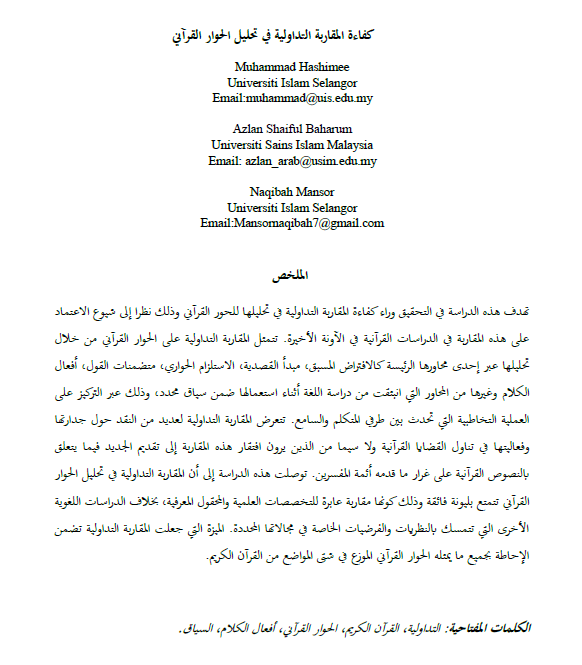 كفاءة المقاربة التداولية في تحليل الحوار القرآني
Muhammad Hashimee
Universiti Islam Selangor
Email:muhammad@uis.edu.my
Azlan Shaiful Baharum
Universiti Sains Islam Malaysia
Email: azlan_arab@usim.edu.my
Naqibah Mansor
Universiti Islam Selangor
Email:Mansornaqibah7@gmail.com
الملخص
تهدف هذه الدراسة في التحقيق وراء كفاءة المقاربة التداولية في تحليلها للحور القرآني وذلك نظرا إلى شيوع الاعتماد
على هذه المقاربة في الدراسات القرآنية في الآونة الأخيرة. تتمثل المقاربة التداولية على الحوار القرآني من خلال
تحليلها عبر إحدى محاورها الرئيسة كالافتراض المسبق، مبدأ القصدية، الاستلزام الحواري، متضمنات القول، أفعال
الكلام وغيرها من المحاور التي انبثقت من دراسة اللغة أثناء استعمالها ضمن سياق محدد، وذلك عبر التركيز على
العملية التخاطبية التي تحدث بين طرفي المتكلم والسامع. تتعرض المقاربة التداولية لعديد من النقد حول جدارتها
وفعاليتها في تناول القضايا القرآنية ولا سيما من الذين يرون افتقار هذه المقاربة إلى تقديم الجديد فيما يتعلق
بالنصوص القرآنية على غرار ما قدمه أئمة المفسرين. توصلت هذه الدراسة إلى أن المقاربة التداولية في تحليل الحوار
القرآني تتمتع بليونة فائقة وذلك كونها مقاربة عابرة للتخصصات العلمية والحقول المعرفية، بخلاف الدراسات اللغوية
الأخرى التي تتمسك بالنظريات والفرضيات الخاصة في مجالاتها المحددة. الميزة التي جعلت المقاربة التداولية تضمن
الإحاطة بجميع ما يمثله الحوار القرآني الموزع في شتى المواضع من القرآن الكريم.
الكلمات المفتاحية: التداولية، القرآن الكريم، الحوار القرآني، أفعال الكلام، السياق.